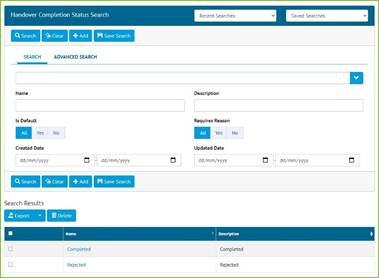 Handover Completion Status Search
Recent Searches
Saved Searches
Search Clear Add Save Search
SEARCH ADVANCED SEARCH
Name Description
Is Default Requires Reason
All Yes No All Yes No
Created Date Updated Date
dd/mm/yyyy - dd/mm/yyyy dd/mm/yyyy - dd/mm/yyyy
Search Clear Add Save Search
Search Results
Export Delete
Name Description
Completed Completed
Rejected Rejected